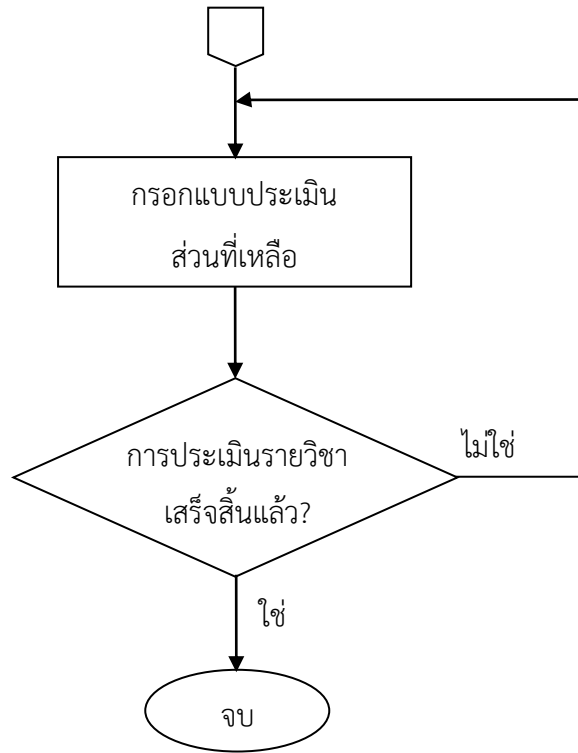 กรอกแบบประเมิน
ส่วนที่เหลือ
การประเมินรายวิชา
เสร็จสิ้นแล้ว?
ไม่ใช่
ใช่
จบ